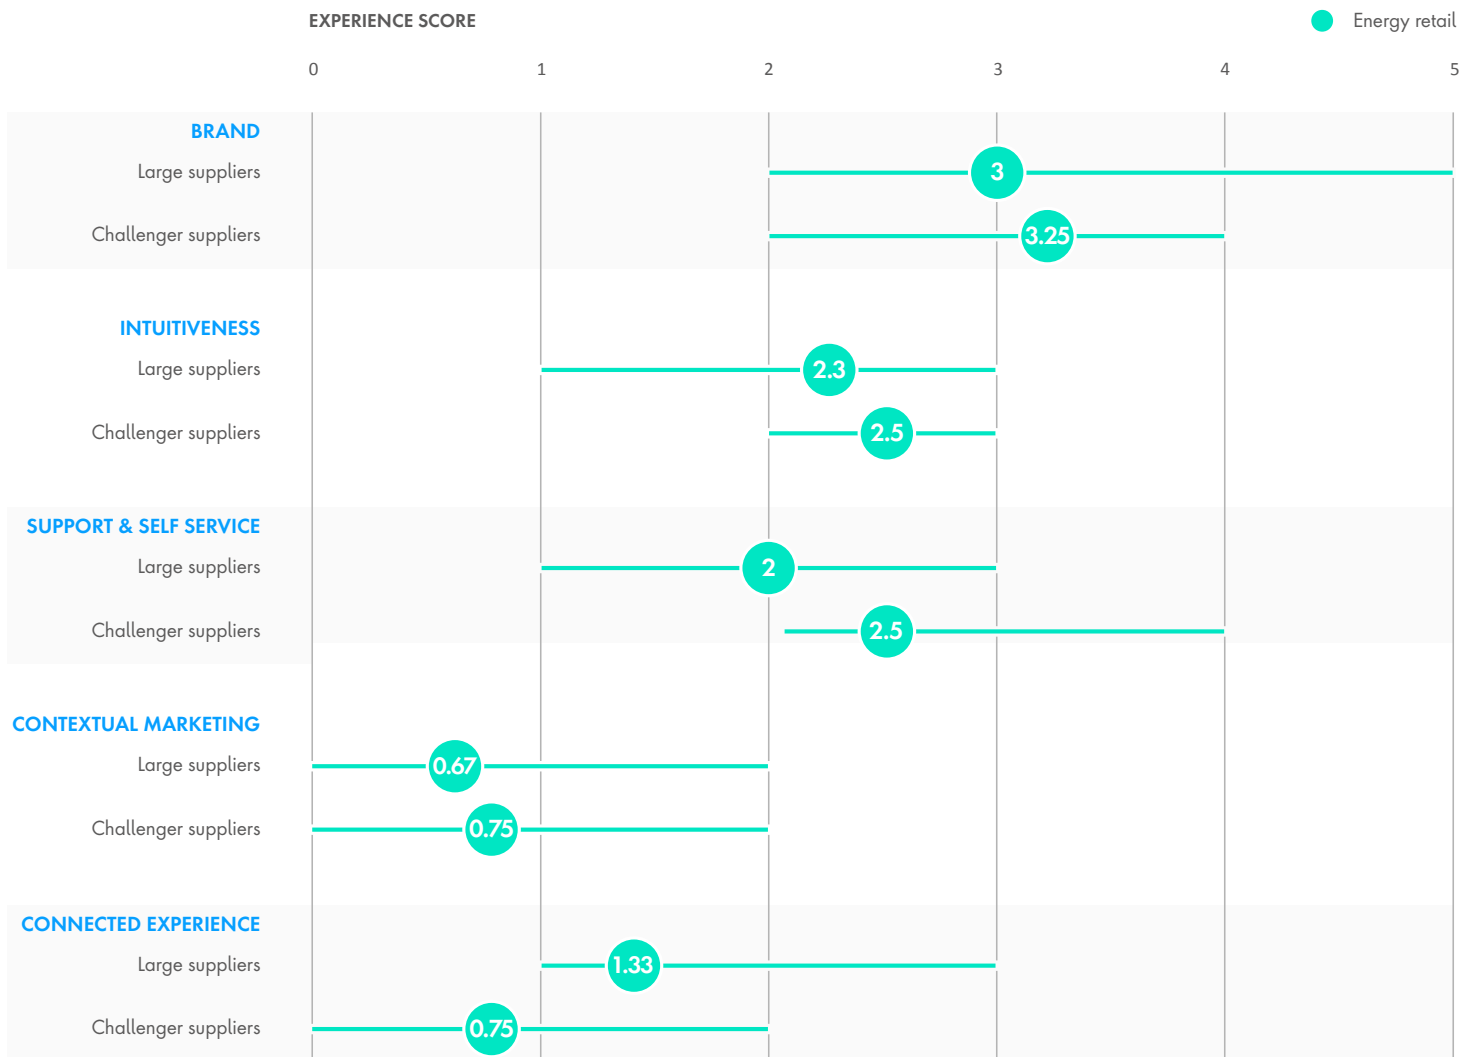 EXPERIENCE SCORE
Energy retail
0 1 2 3 4 5
BRAND
Large suppliers 3
Challenger suppliers 3.25
INTUITIVENESS
Large suppliers 2.3
Challenger suppliers 2.5
SUPPORT & SELF SERVICE
Large suppliers 2
Challenger suppliers 2.5
CONTEXTUAL MARKETING
Large suppliers 0.67
Challenger suppliers 0.75
CONNECTED EXPERIENCE
Large suppliers 1.33
Challenger suppliers 0.75